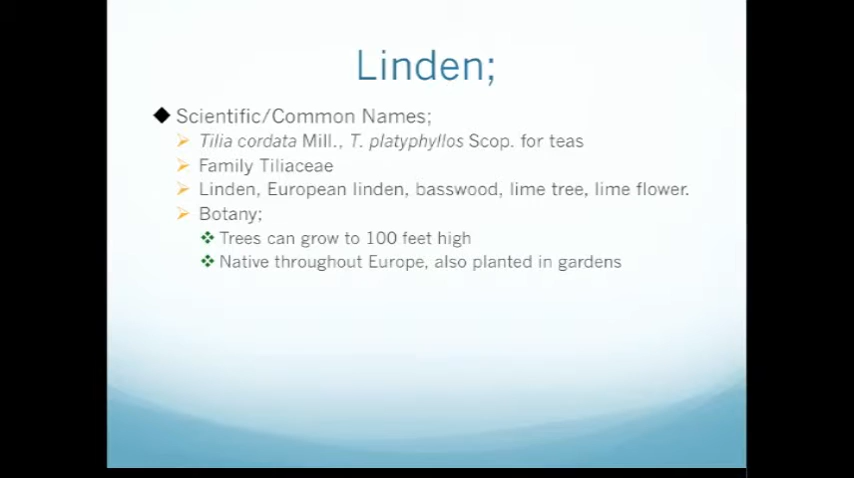 Linden;
Scientific/Common Names;
Tilia cordata Mill., T. platyphyllos Scop. for teas
Family Tiliaceae
Linden, European linden, basswood, lime tree, lime flower.
Botany;
Trees can grow to 100 feet high
Native throughout Europe, also planted in gardens